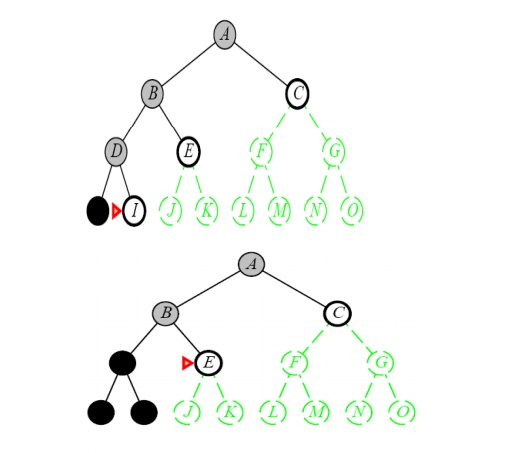 A
B C
D E F G
I J K L M N O
A
B C
E F G
J K L M N O